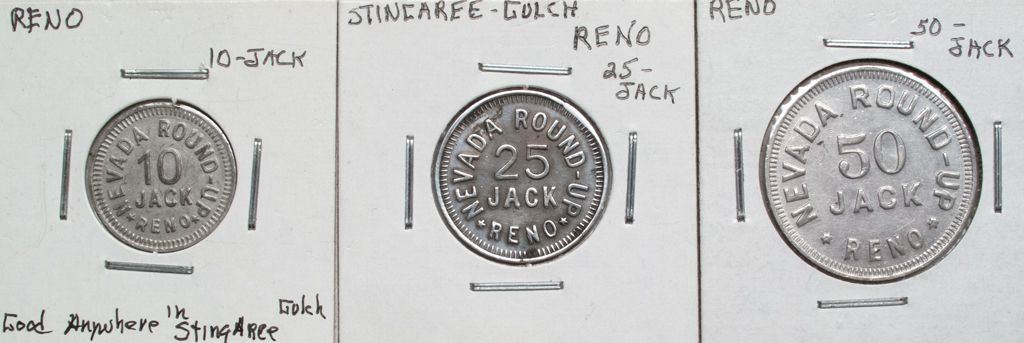 RENO
10-JACK
NEVADA ROUND-UP
10
JACK
★ RENO ★
Good Anywhere in StingAree Gulch
STINGAREE-GULCH
RENO
25-
JACK
NEVADA ROUND-UP
25
JACK
★ RENO ★
RENO
50-
JACK
NEVADA ROUND-UP
50
JACK
★ RENO ★